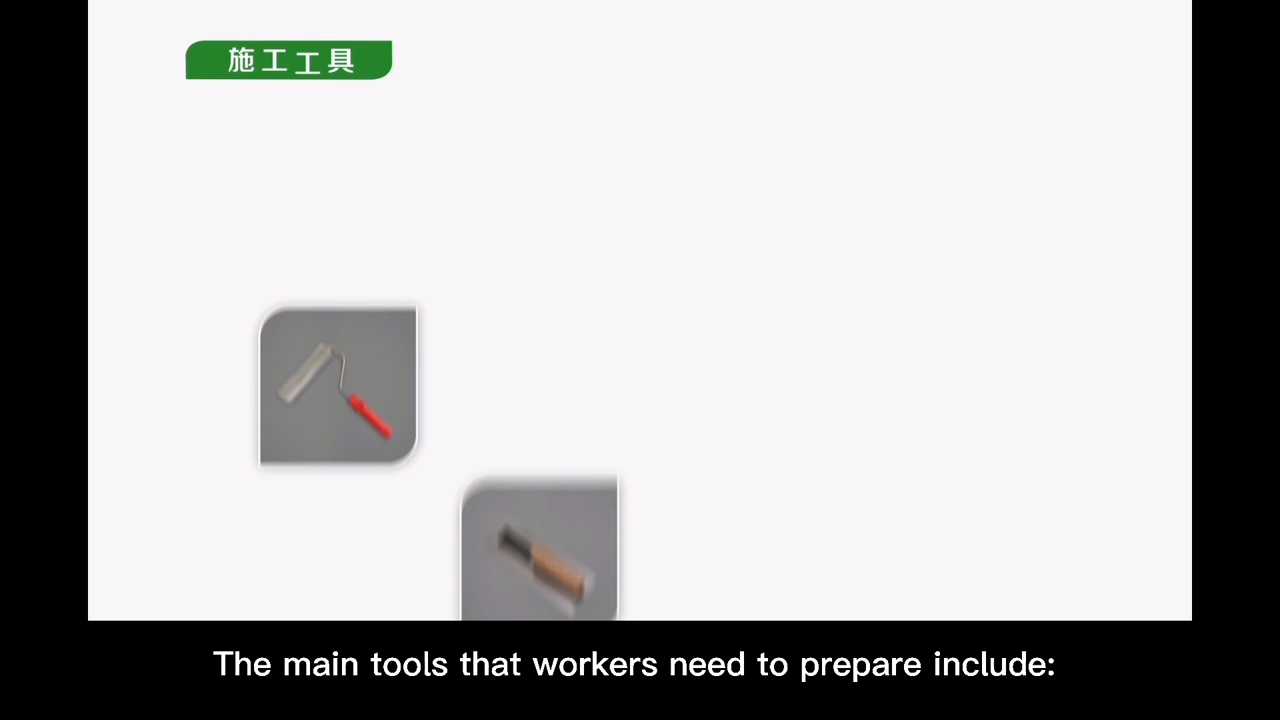 施工工具
The main tools that workers need to prepare include: